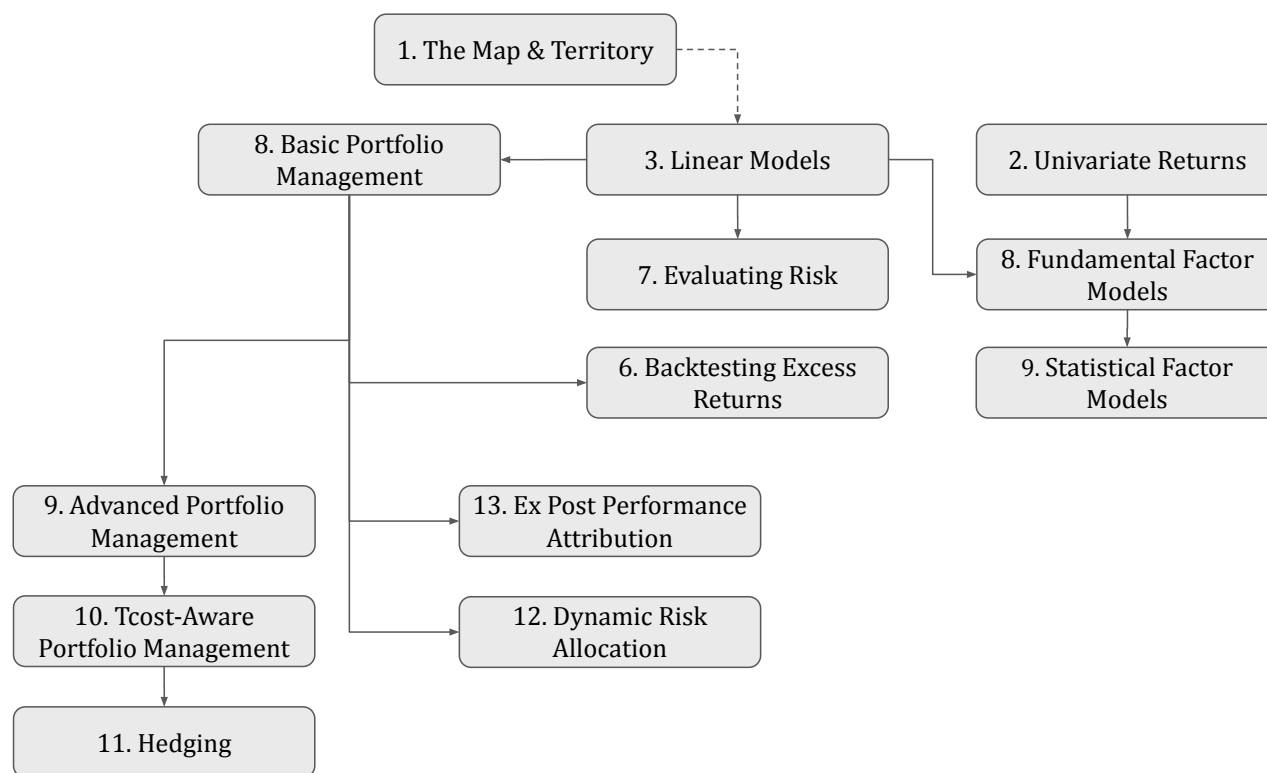 1. The Map & Territory
8. Basic Portfolio
Management
3. Linear Models
2. Univariate Returns
7. Evaluating Risk
8. Fundamental Factor
Models
6. Backtesting Excess
Returns
9. Statistical Factor
Models
9. Advanced Portfolio
Management
13. Ex Post Performance
Attribution
10. Tcost-Aware
Portfolio Management
12. Dynamic Risk
Allocation
11. Hedging